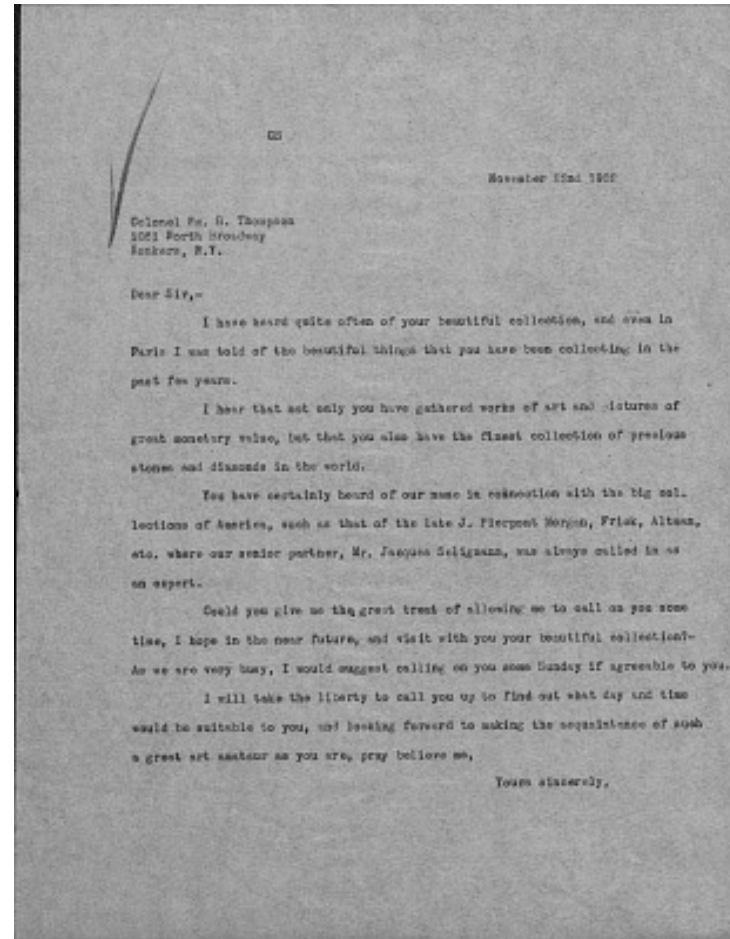 November 22nd
Colonel Wm. B. Thompson
1061 North Broadway
Yonkers, N.Y.
Dear Sir,-
I have heard quite often of your beautiful collection, and even in
Paris I was told of the beautiful things that you have been collecting in the
past few years.
I hear that not only you have gathered works of art and pictures of
great monetary value, but that you also have the finest collection of precious
stones and diamonds in the world.
You have certainly heard of our name in connection with the big col-
lections of America, such as that of the late J. Pierpont Morgan, Frick, Altman,
etc. where our senior partner, Mr. Jacques Seligmann, was always called in as
an expert.
Could you give me the great treat of allowing me to call on you some
time, I hope in the near future, and visit with you your beautiful collection?-
As we are very busy, I would suggest calling on you some Sunday if agreeable to you.
I will take the liberty to call you up to find out what day and time
would be suitable to you, and looking forward to making the acquaintance of such
a great art amateur as you are, pray believe me,
Yours sincerely,